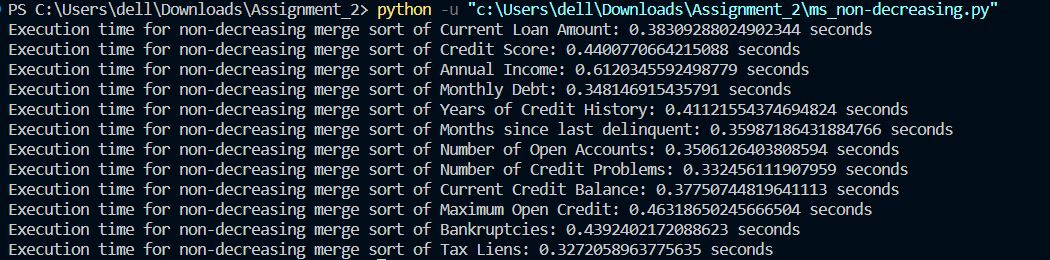 PS C:\Users\dell\Downloads\Assignment_2> python -u "c:\Users\dell\Downloads\Assignment_2\ms_non-decreasing.py"
Execution time for non-decreasing merge sort of Current Loan Amount: 0.38309288024902344 seconds
Execution time for non-decreasing merge sort of Credit Score: 0.4400770664215088 seconds
Execution time for non-decreasing merge sort of Annual Income: 0.6120345592498779 seconds
Execution time for non-decreasing merge sort of Monthly Debt: 0.348146915435791 seconds
Execution time for non-decreasing merge sort of Years of Credit History: 0.41121554374694824 seconds
Execution time for non-decreasing merge sort of Months since last delinquent: 0.35987186431884766 seconds
Execution time for non-decreasing merge sort of Number of Open Accounts: 0.3506126403808594 seconds
Execution time for non-decreasing merge sort of Number of Credit Problems: 0.332456111907959 seconds
Execution time for non-decreasing merge sort of Current Credit Balance: 0.37750744819641113 seconds
Execution time for non-decreasing merge sort of Maximum Open Credit: 0.46318650245666504 seconds
Execution time for non-decreasing merge sort of Bankruptcies: 0.4392402172088623 seconds
Execution time for non-decreasing merge sort of Tax Liens: 0.3272058963775635 seconds